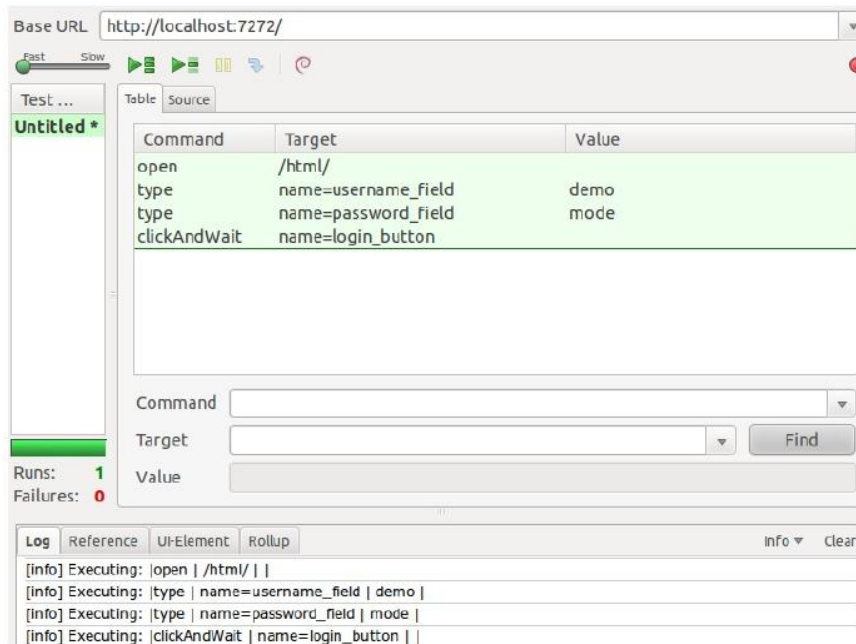 Base URL http://localhost:7272/
Fast Slow
Test ... Table Source
Untitled *
Command Target Value
open /html/
type name=username_field demo
type name=password_field mode
clickAndWait name=login_button
Command
Target Find
Value
Runs: 1
Failures: 0
Log Reference UI-Element Rollup Info Clear
[info] Executing: |open | /html/ | |
[info] Executing: |type | name=username_field | demo |
[info] Executing: |type | name=password_field | mode |
[info] Executing: |clickAndWait | name=login_button | |